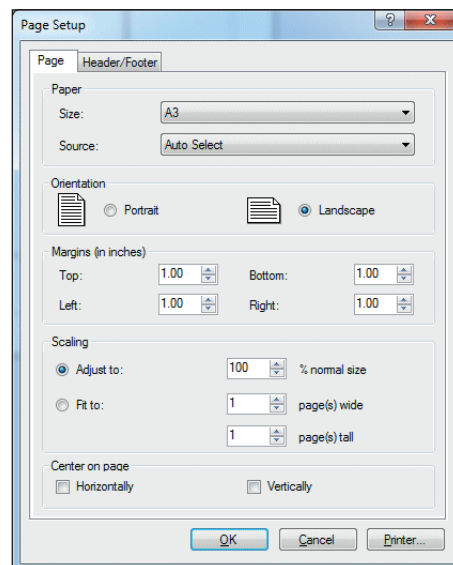 Page Setup
Page Header/Footer
Paper
Size: A3
Source: Auto Select
Orientation
Portrait Landscape
Margins (in inches)
Top: 1.00 Bottom: 1.00
Left: 1.00 Right: 1.00
Scaling
Adjust to: 100 % normal size
Fit to: 1 page(s) wide
1 page(s) tall
Center on page
Horizontally Vertically
OK Cancel Printer...